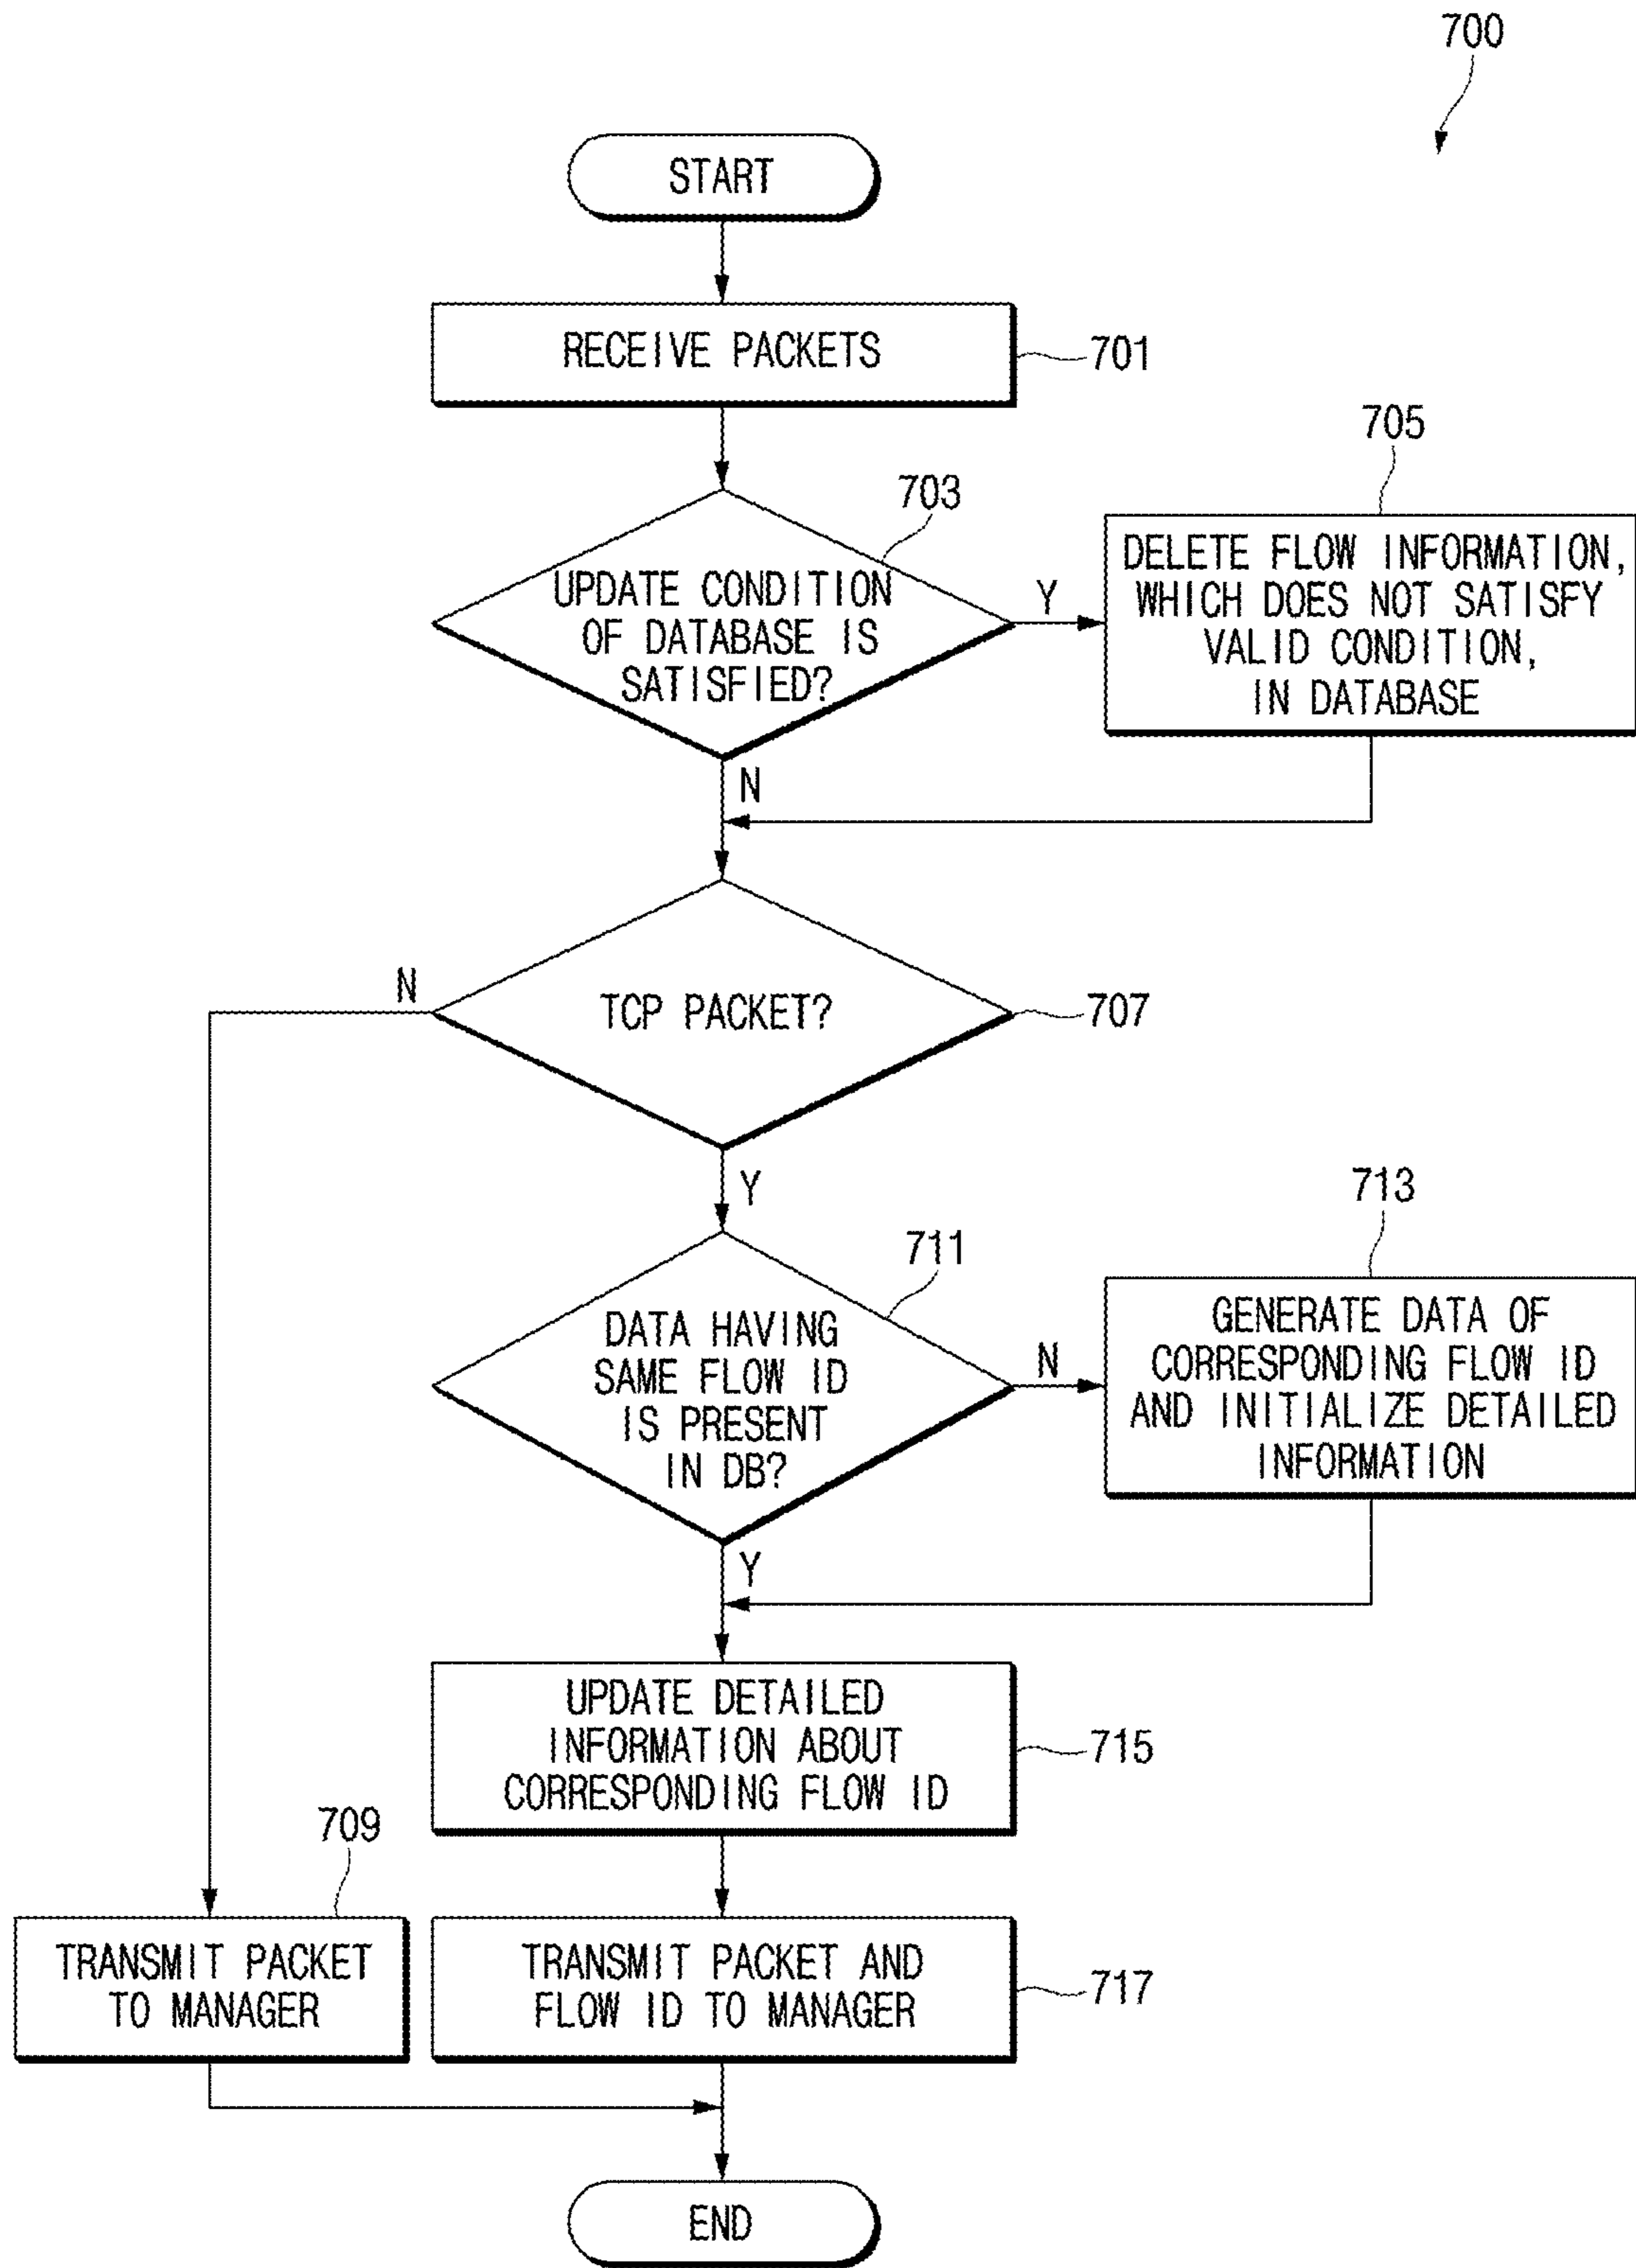 700
START
RECEIVE PACKETS
701
703
UPDATE CONDITION
OF DATABASE IS
SATISFIED?
Y
N
705
DELETE FLOW INFORMATION,
WHICH DOES NOT SATISFY
VALID CONDITION,
IN DATABASE
TCP PACKET?
707
N
Y
711
DATA HAVING
SAME FLOW ID
IS PRESENT
IN DB?
N
Y
713
GENERATE DATA OF
CORRESPONDING FLOW ID
AND INITIALIZE DETAILED
INFORMATION
UPDATE DETAILED
INFORMATION ABOUT
CORRESPONDING FLOW ID
715
709
TRANSMIT PACKET
TO MANAGER
TRANSMIT PACKET AND
FLOW ID TO MANAGER
717
END